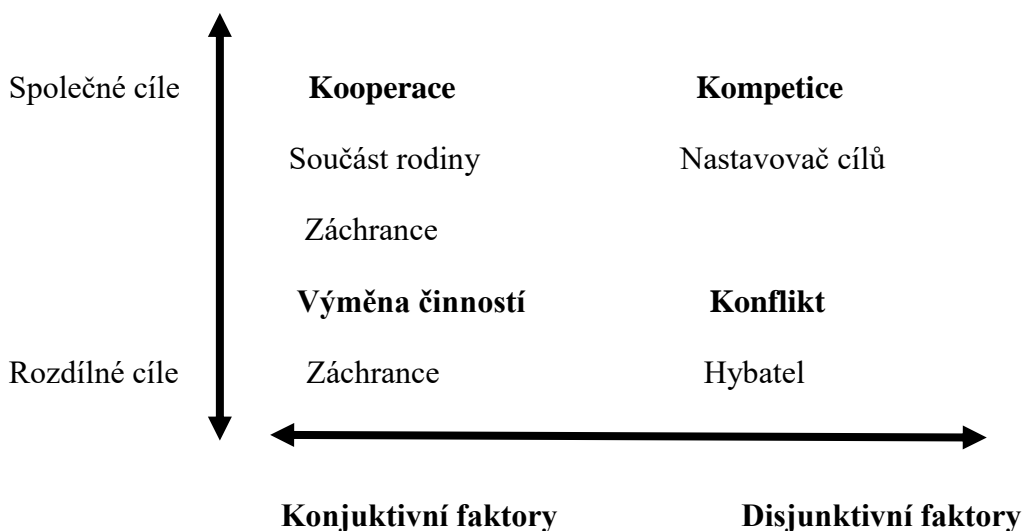 Společné cíle Kooperace Kompetice
Součást rodiny Nastavovač cílů
Záchrance
Výměna činností Konflikt
Rozdílné cíle Záchrance Hybatel
Konjuktivní faktory Disjunktivní faktory